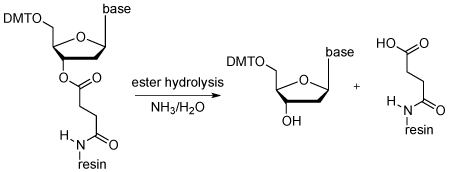 DMTO
base
O
O
O
H
N
O
resin
ester hydrolysis
NH3/H2O
DMTO
base
O
OH
+
HO
O
H
N
O
resin